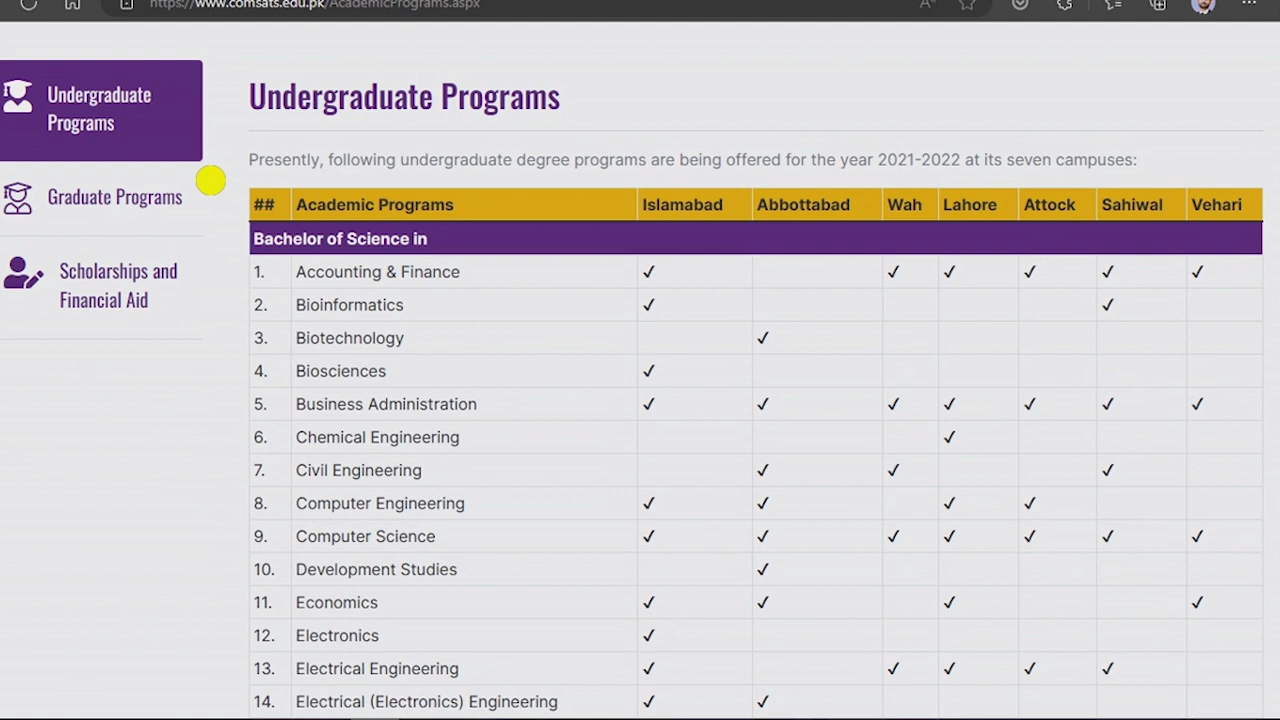 https://www.comsats.edu.pk/AcademicPrograms.aspx
Undergraduate
Programs
Graduate Programs
Scholarships and
Financial Aid
Undergraduate Programs
Presently, following undergraduate degree programs are being offered for the year 2021-2022 at its seven campuses:
## Academic Programs Islamabad Abbottabad Wah Lahore Attock Sahiwal Vehari
Bachelor of Science in
1. Accounting & Finance ✓ ✓ ✓ ✓ ✓ ✓
2. Bioinformatics ✓ ✓
3. Biotechnology ✓
4. Biosciences ✓
5. Business Administration ✓ ✓ ✓ ✓ ✓ ✓ ✓
6. Chemical Engineering ✓
7. Civil Engineering ✓ ✓ ✓
8. Computer Engineering ✓ ✓ ✓ ✓
9. Computer Science ✓ ✓ ✓ ✓ ✓ ✓ ✓
10. Development Studies ✓
11. Economics ✓ ✓ ✓ ✓
12. Electronics ✓
13. Electrical Engineering ✓ ✓ ✓ ✓ ✓
14. Electrical (Electronics) Engineering ✓ ✓